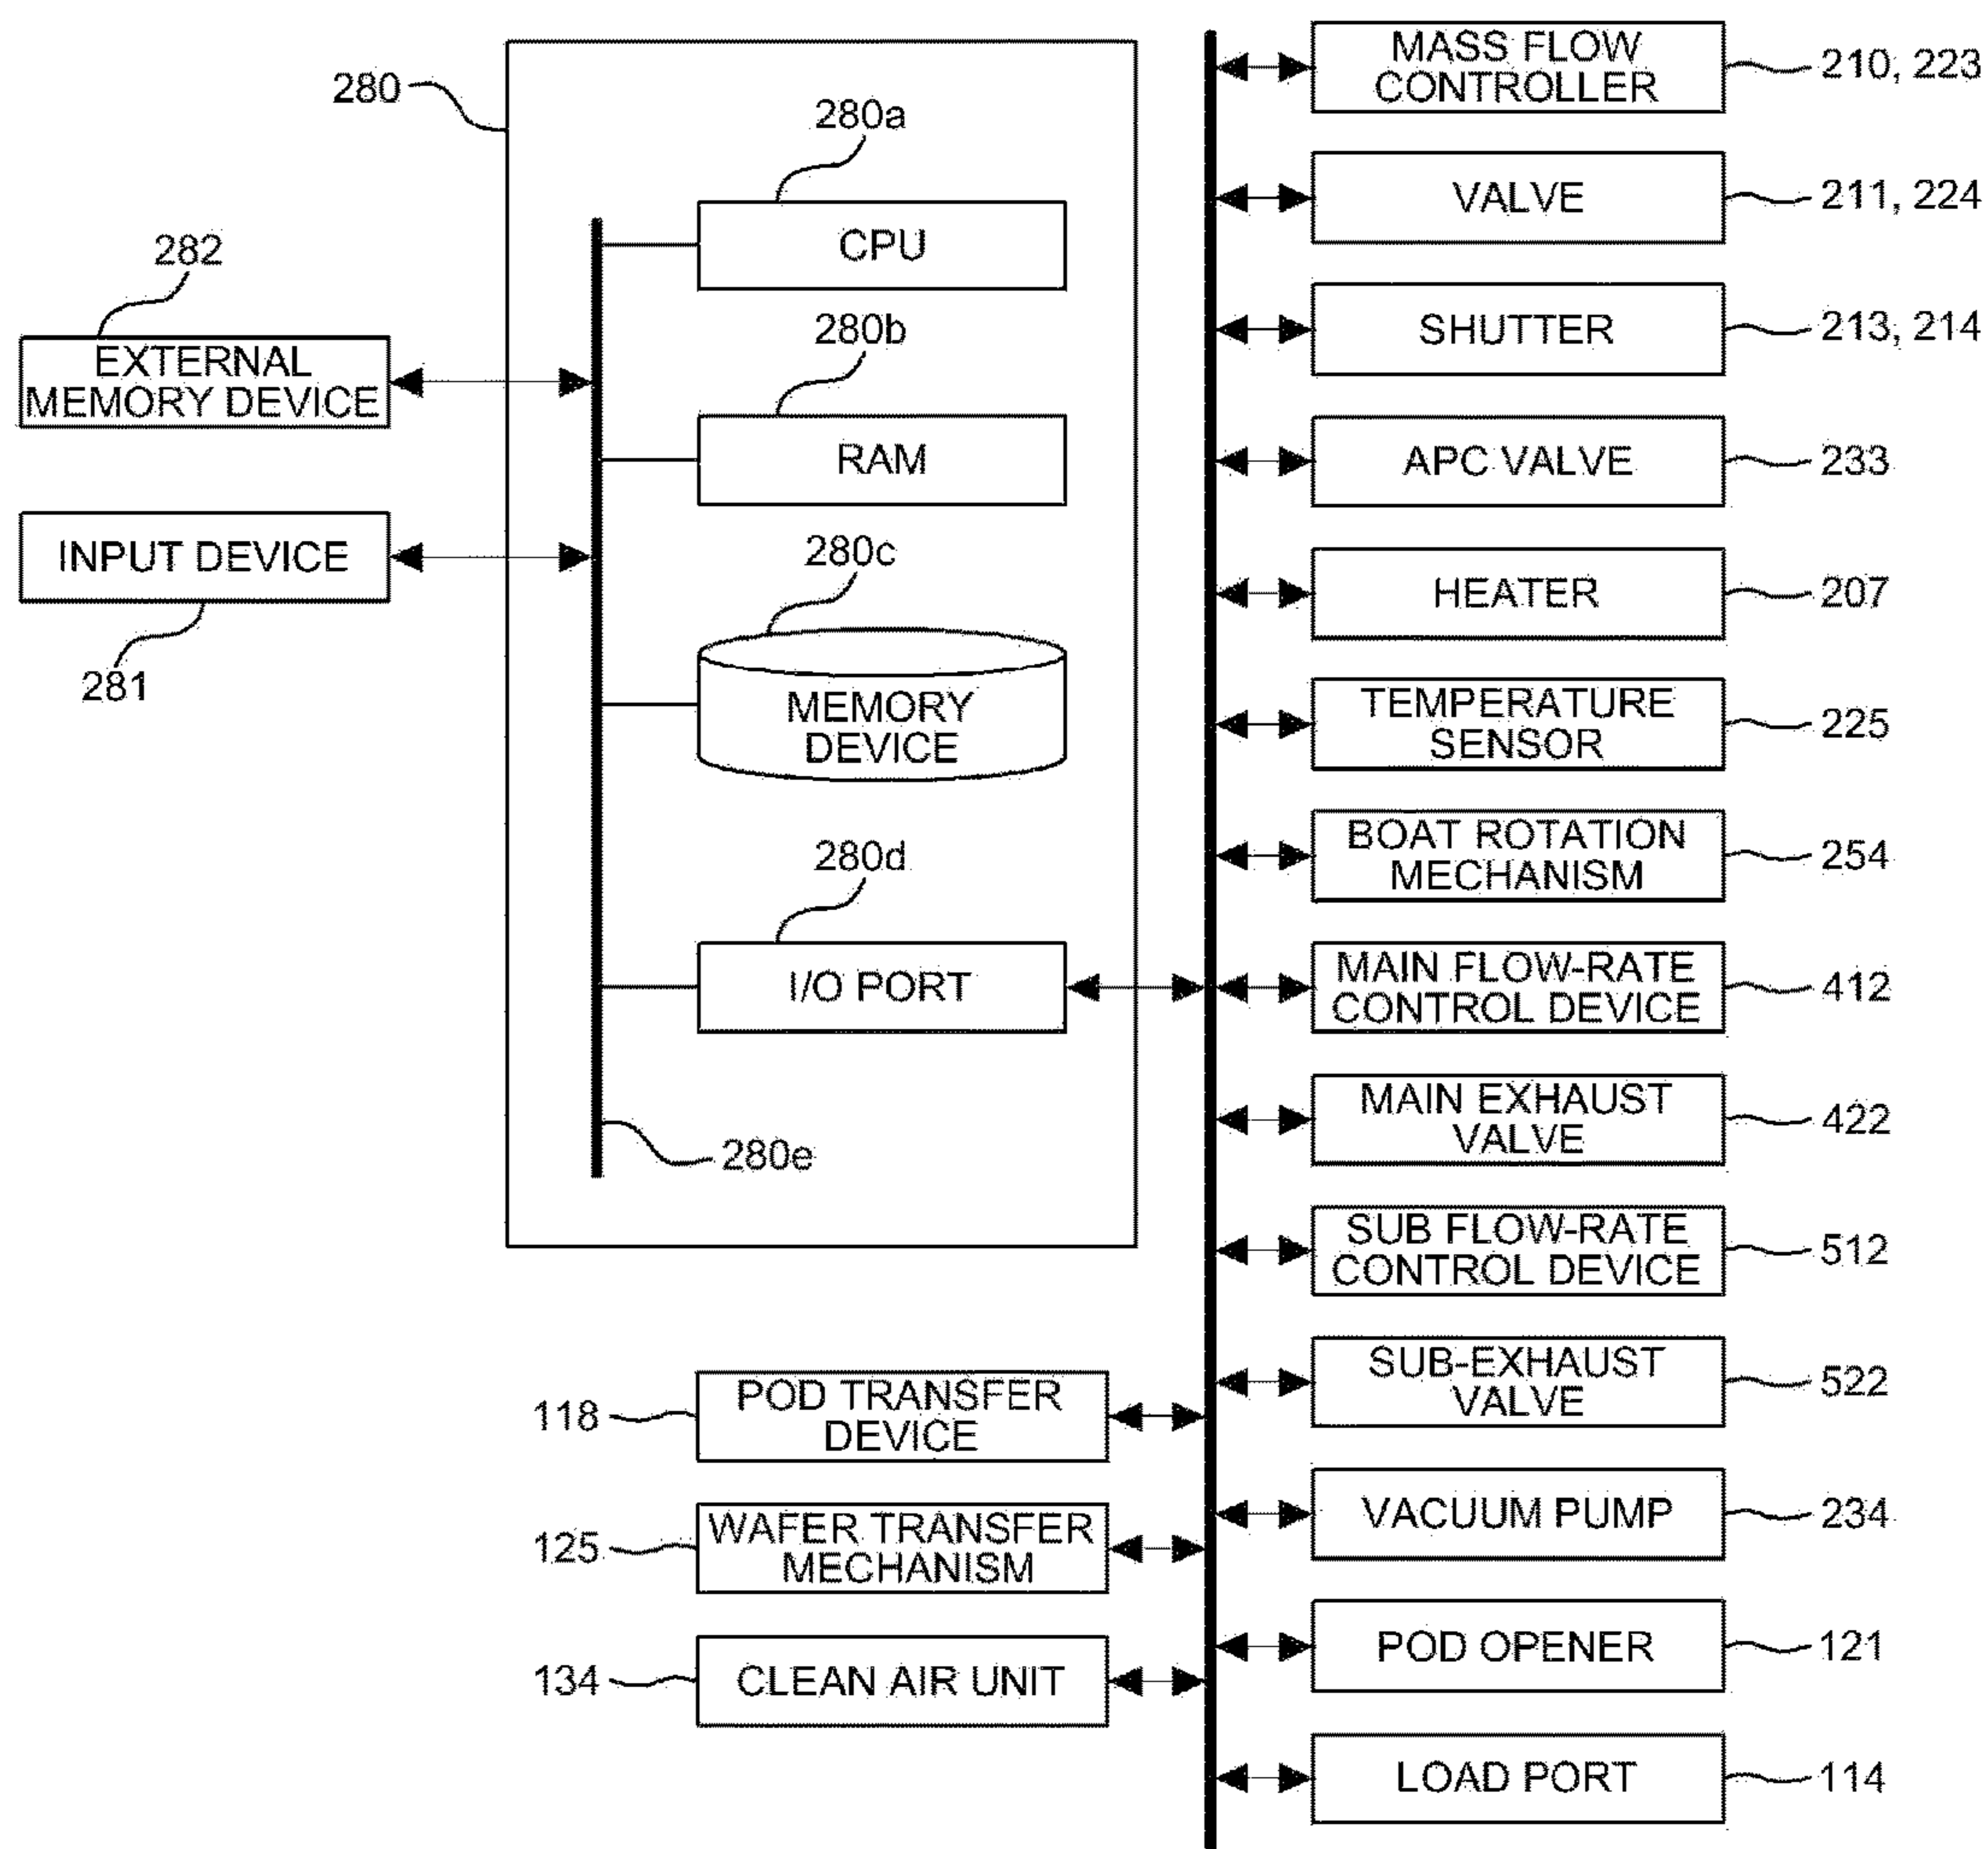 280
280a
CPU
282
EXTERNAL
MEMORY DEVICE
280b
RAM
INPUT DEVICE
281
280c
MEMORY
DEVICE
280d
I/O PORT
280e
118
POD TRANSFER
DEVICE
125
WAFER TRANSFER
MECHANISM
134
CLEAN AIR UNIT
MASS FLOW
CONTROLLER
210, 223
VALVE
211, 224
SHUTTER
213, 214
APC VALVE
233
HEATER
207
TEMPERATURE
SENSOR
225
BOAT ROTATION
MECHANISM
254
MAIN FLOW-RATE
CONTROL DEVICE
412
MAIN EXHAUST
VALVE
422
SUB FLOW-RATE
CONTROL DEVICE
512
SUB-EXHAUST
VALVE
522
VACUUM PUMP
234
POD OPENER
121
LOAD PORT
114